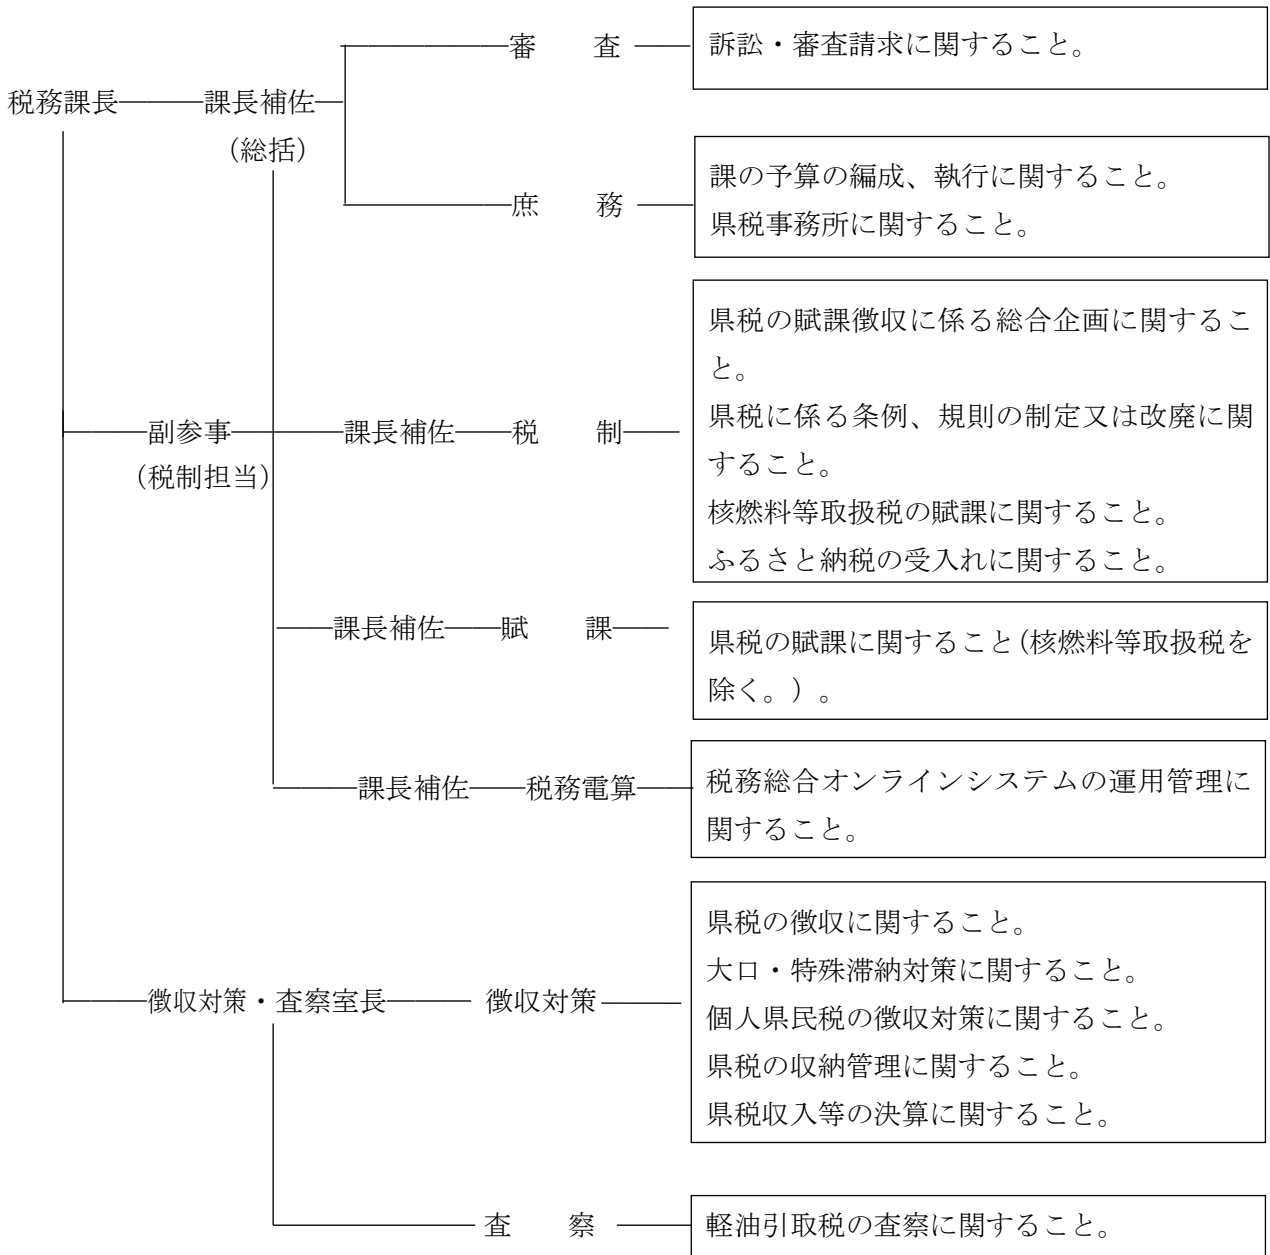 審　査
訴訟・審査請求に関すること。
税務課長
課長補佐
（総括）
庶　務
課の予算の編成、執行に関すること。
県税事務所に関すること。
県税の賦課徴収に係る総合企画に関するこ
と。
県税に係る条例、規則の制定又は改廃に関
すること。
核燃料等取扱税の賦課に関すること。
ふるさと納税の受入れに関すること。
副参事
（税制担当）
課長補佐
税　制
課長補佐
賦　課
県税の賦課に関すること（核燃料等取扱税を
除く。）。
課長補佐
税務電算
税務総合オンラインシステムの運用管理に
関すること。
徴収対策・査察室長
徴収対策
県税の徴収に関すること。
大口・特殊滞納対策に関すること。
個人県民税の徴収対策に関すること。
県税の収納管理に関すること。
県税収入等の決算に関すること。
査　察
軽油引取税の査察に関すること。